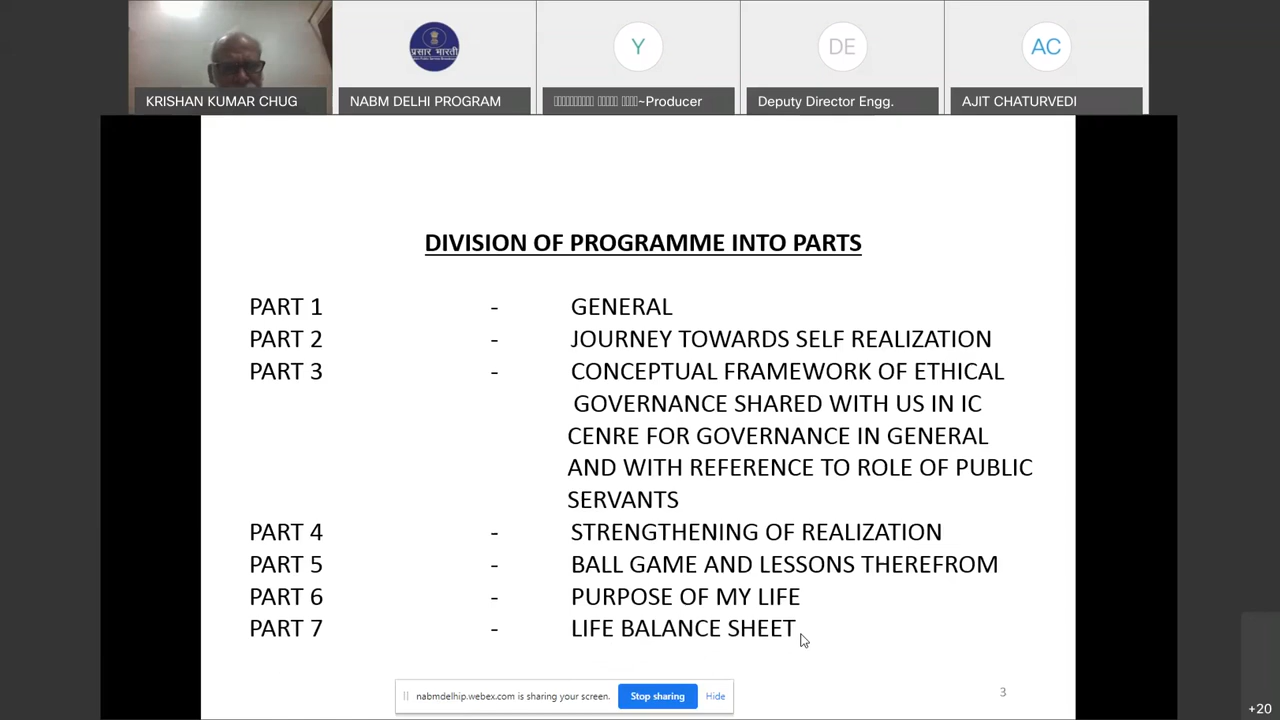 KRISHAN KUMAR CHUG
NABM DELHI PROGRAM
~Producer
Deputy Director Engg.
AJIT CHATURVEDI
प्रसार भारती
Y
DE
AC
DIVISION OF PROGRAMME INTO PARTS
PART 1 - GENERAL
PART 2 - JOURNEY TOWARDS SELF REALIZATION
PART 3 - CONCEPTUAL FRAMEWORK OF ETHICAL
GOVERNANCE SHARED WITH US IN IC
CENRE FOR GOVERNANCE IN GENERAL
AND WITH REFERENCE TO ROLE OF PUBLIC
SERVANTS
PART 4 - STRENGTHENING OF REALIZATION
PART 5 - BALL GAME AND LESSONS THEREFROM
PART 6 - PURPOSE OF MY LIFE
PART 7 - LIFE BALANCE SHEET
nabmdelhip.webex.com is sharing your screen. Stop sharing Hide
3
+20